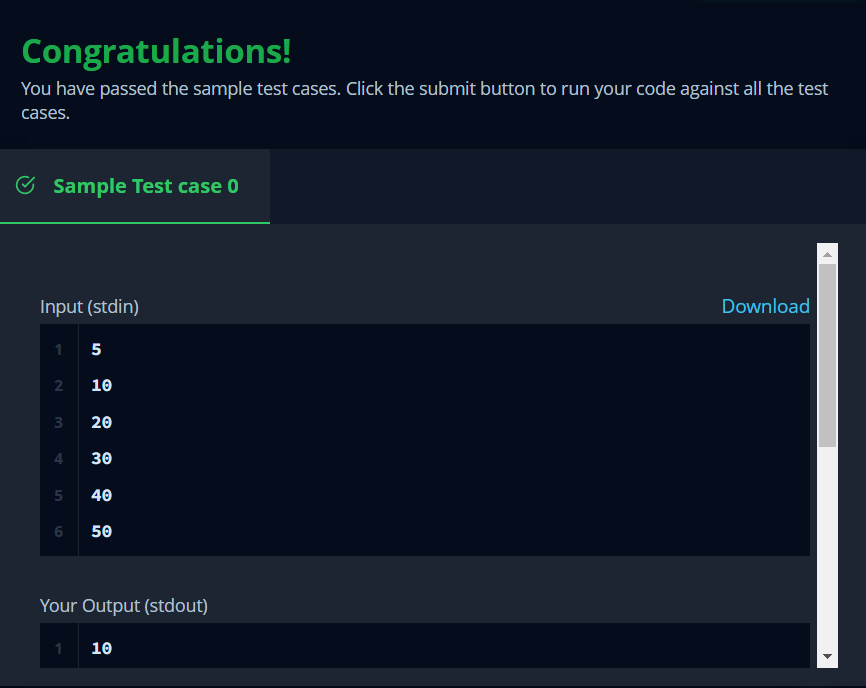 Congratulations!
You have passed the sample test cases. Click the submit button to run your code against all the test
cases.
Sample Test case 0
Input (stdin)
Download
1 5
2 10
3 20
4 30
5 40
6 50
Your Output (stdout)
1 10